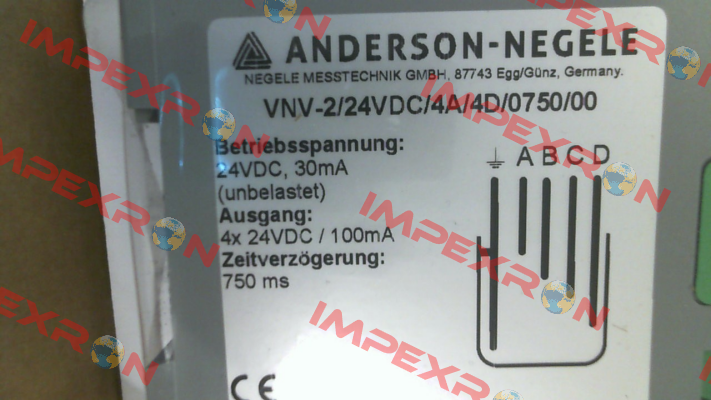 ANDERSON-NEGELE
NEGELE MESSTECHNIK GMBH, 87743 Egg/Günz, Germany.
VNV-2/24VDC/4A/4D/0750/00
Betriebsspannung:
24VDC, 30mA
(unbelastet)
Ausgang:
4x 24VDC / 100mA
Zeitverzögerung:
750 ms
A B C D
CE
IMPEXRON
IMPEXRON
IMPEXRON
IMPEXRON
IMPEXRON
IMPEXRON
IMPEXRON